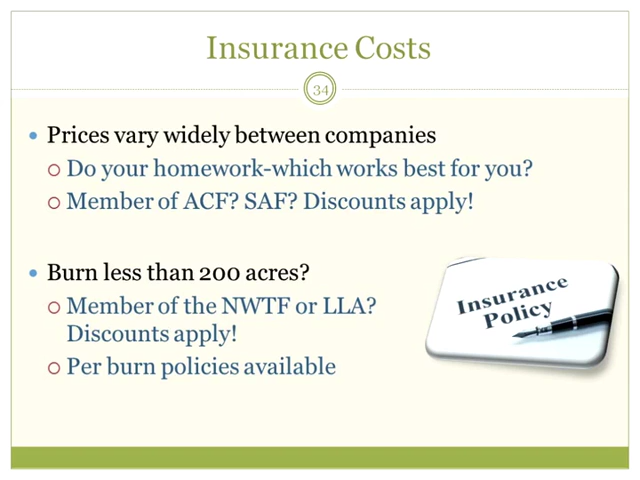 Insurance Costs
34
Prices vary widely between companies
Do your homework-which works best for you?
Member of ACF? SAF? Discounts apply!
Burn less than 200 acres?
Member of the NWTF or LLA?
Discounts apply!
Per burn policies available
Insurance
Policy